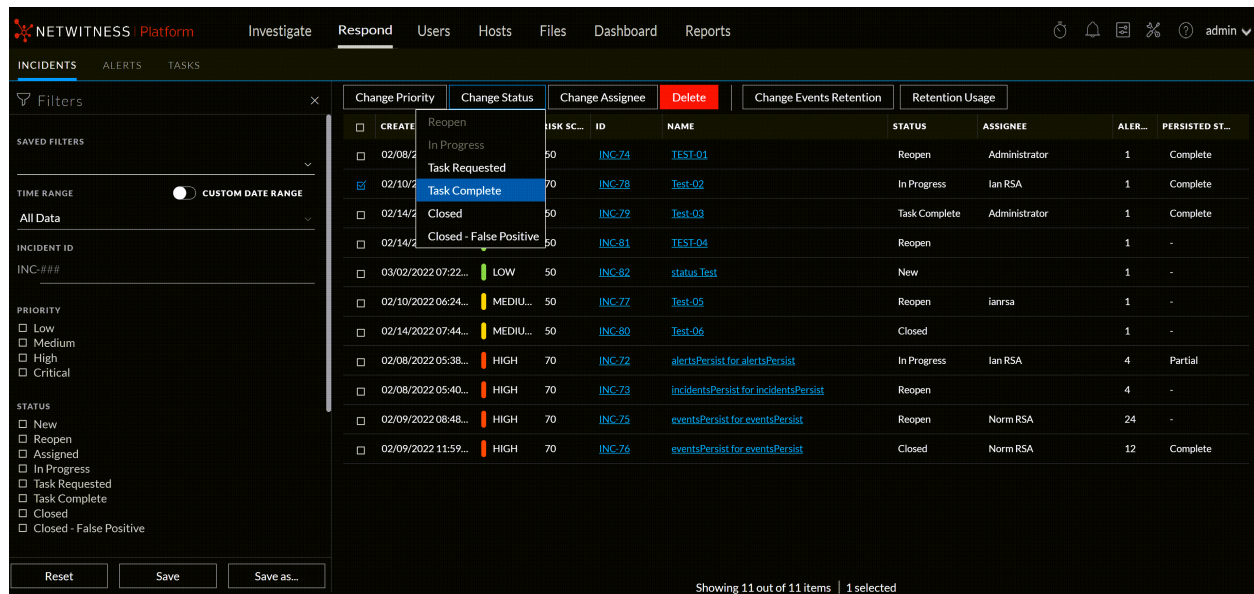 NETWITNESS Platform Investigate Respond Users Hosts Files Dashboard Reports admin
INCIDENTS ALERTS TASKS
Filters
SAVED FILTERS
TIME RANGE CUSTOM DATE RANGE
All Data
INCIDENT ID
INC-###
PRIORITY
Low
Medium
High
Critical
STATUS
New
Reopen
Assigned
In Progress
Task Requested
Task Complete
Closed
Closed - False Positive
Reset Save Save as...
Change Priority Change Status Change Assignee Delete Change Events Retention Retention Usage
Reopen
In Progress
Task Requested
Task Complete
Closed
Closed - False Positive
CREATE RISK SC... ID NAME STATUS ASSIGNEE ALER... PERSISTED ST...
02/08/2 50 INC-74 TEST-01 Reopen Administrator 1 Complete
02/10/2 70 INC-78 Test-02 In Progress Ian RSA 1 Complete
02/14/2 50 INC-79 Test-03 Task Complete Administrator 1 Complete
02/14/2 50 INC-81 TEST-04 Reopen 1 -
03/02/2022 07:22... LOW 50 INC-82 status Test New 1 -
02/10/2022 06:24... MEDIU... 50 INC-77 Test-05 Reopen ianrsa 1 -
02/14/2022 07:44... MEDIU... 50 INC-80 Test-06 Closed 1 -
02/08/2022 05:38... HIGH 70 INC-72 alertsPersist for alertsPersist In Progress Ian RSA 4 Partial
02/08/2022 05:40... HIGH 70 INC-73 incidentsPersist for incidentsPersist Reopen 4 -
02/09/2022 08:48... HIGH 70 INC-75 eventsPersist for eventsPersist Reopen Norm RSA 24 -
02/09/2022 11:59... HIGH 70 INC-76 eventsPersist for eventsPersist Closed Norm RSA 12 Complete
Showing 11 out of 11 items | 1 selected